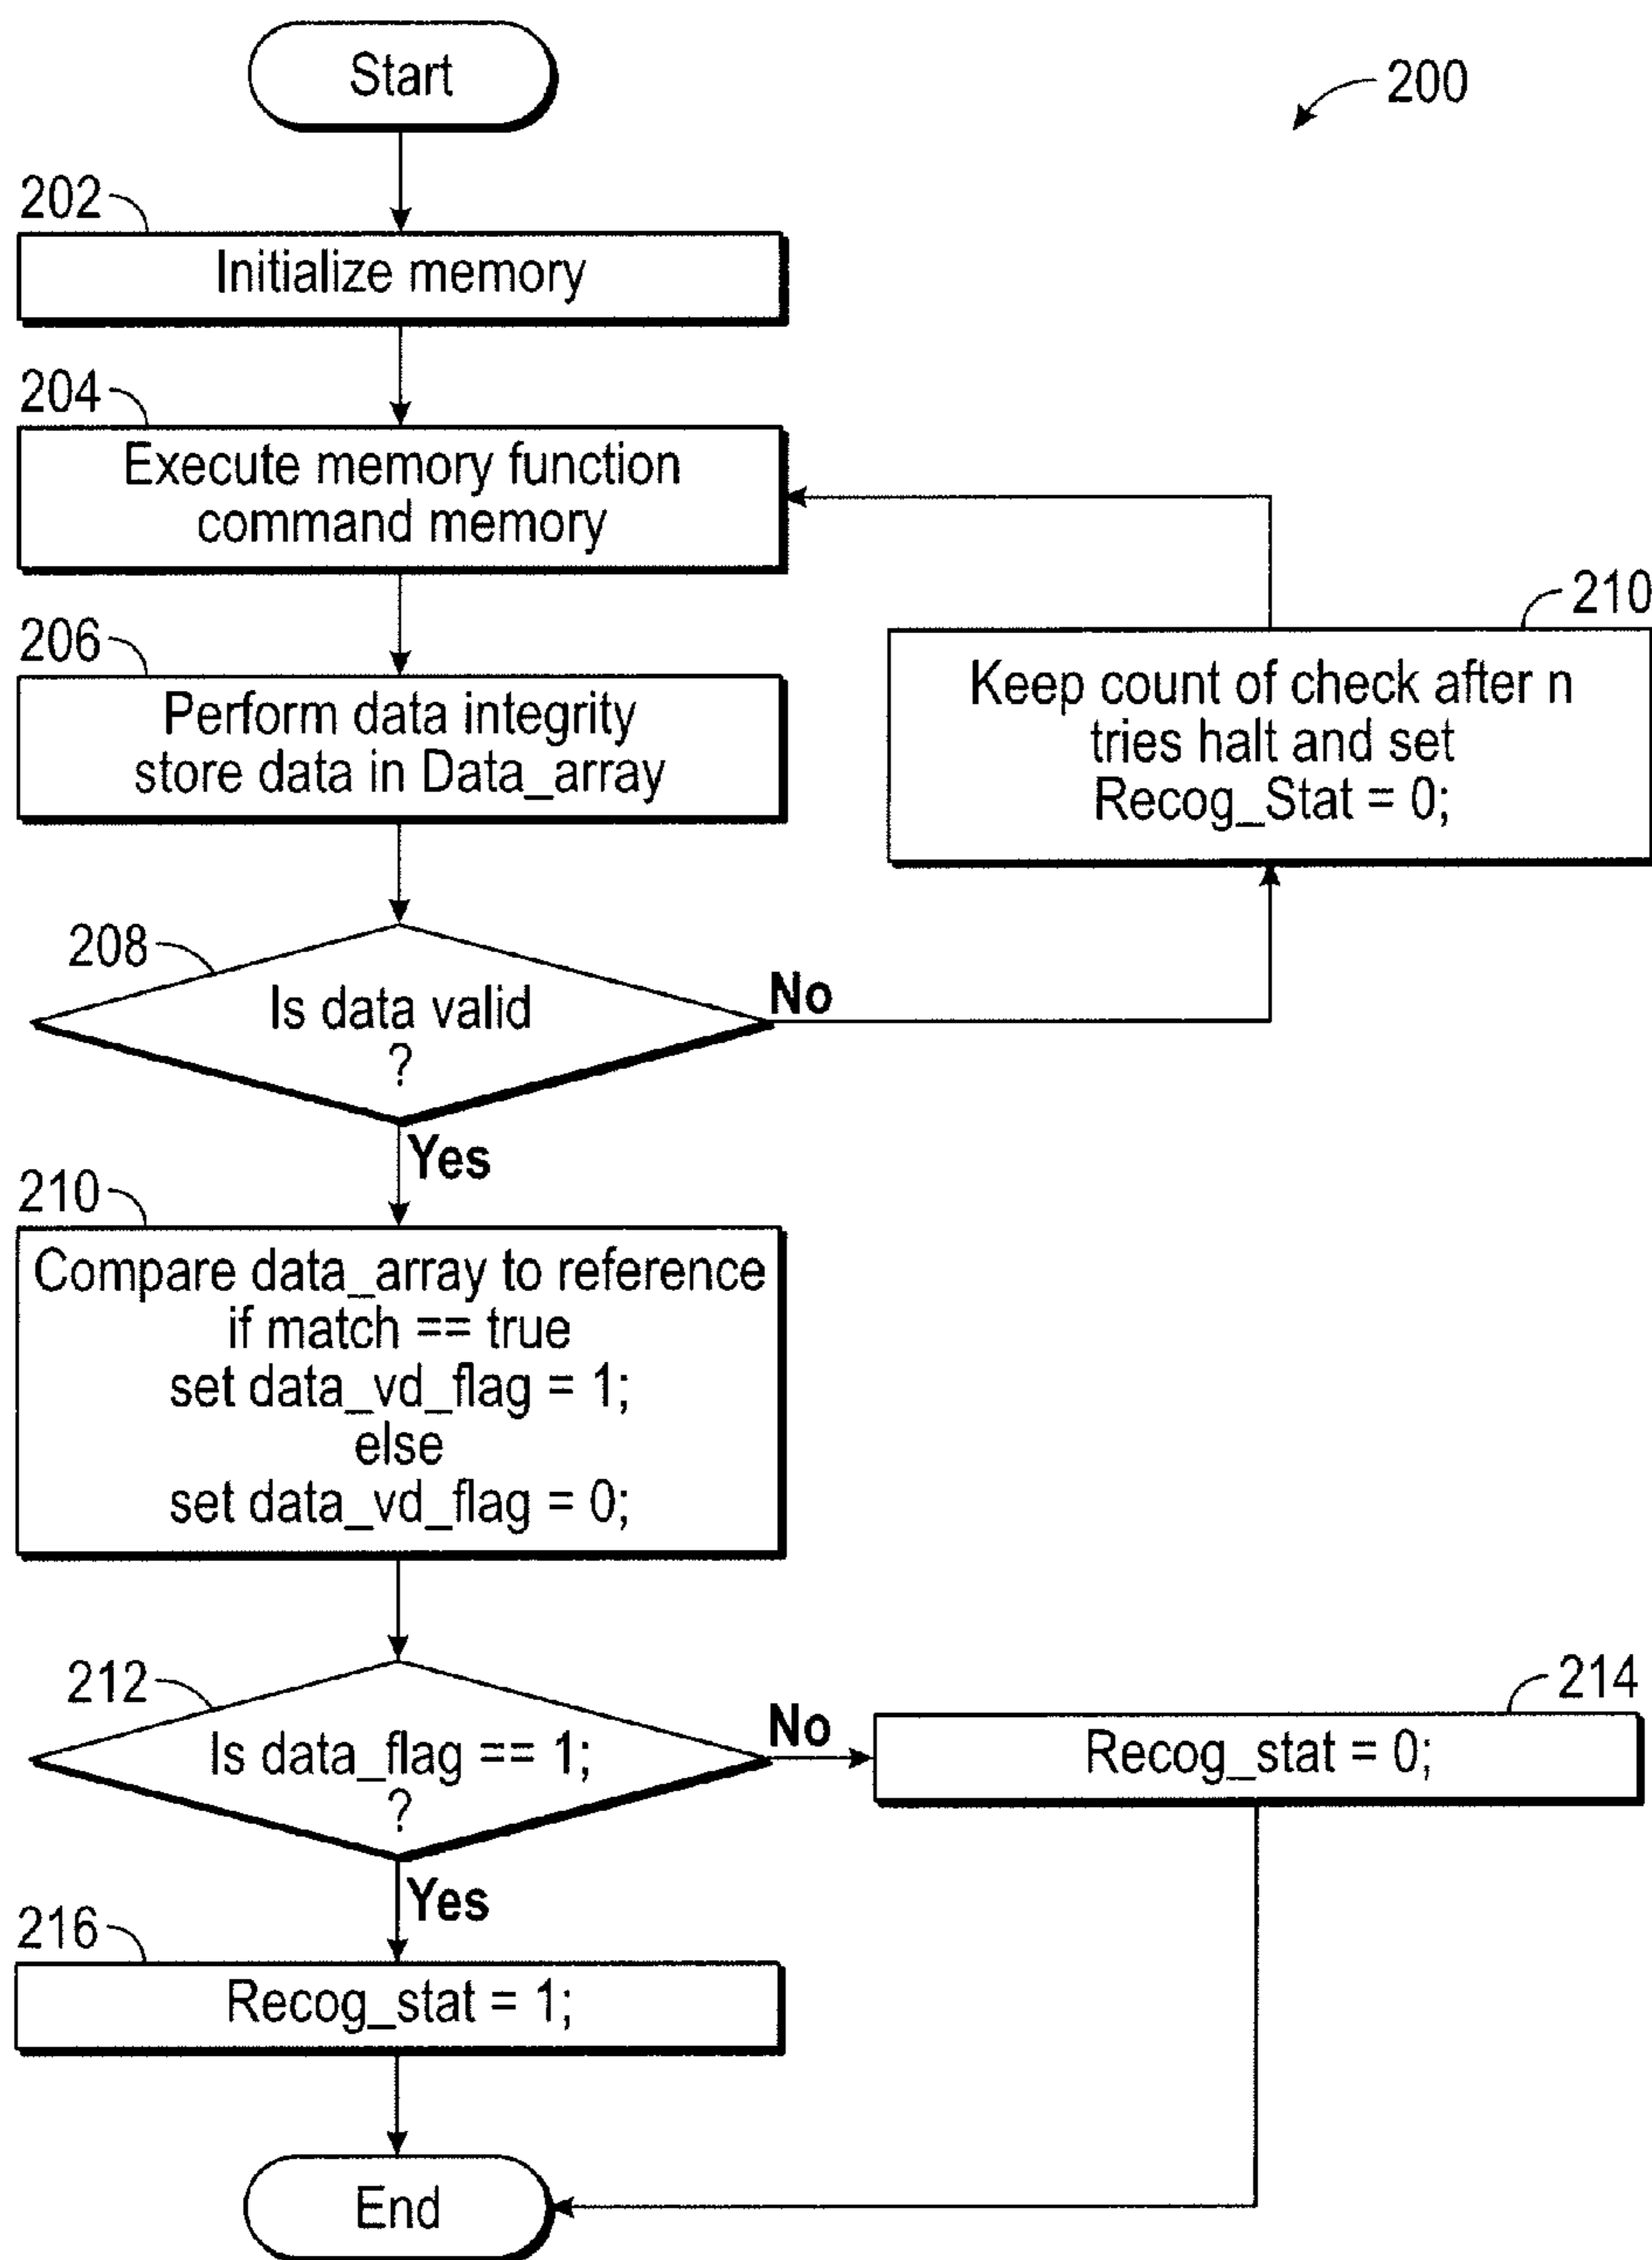 Start
200
202
Initialize memory
204
Execute memory function
command memory
206
Perform data integrity
store data in Data_array
210
Keep count of check after n
tries halt and set
Recog_Stat = 0;
208
Is data valid
?
No
Yes
210
Compare data_array to reference
if match == true
set data_vd_flag = 1;
else
set data_vd_flag = 0;
212
Is data_flag == 1;
?
No
214
Recog_stat = 0;
Yes
216
Recog_stat = 1;
End